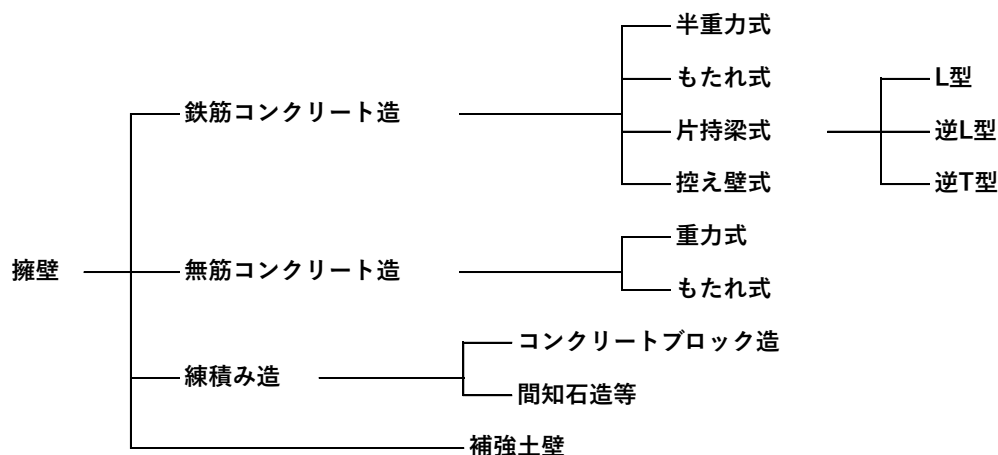 半重力式
もたれ式
L型
鉄筋コンクリート造
片持梁式
逆L型
控え壁式
逆T型
重力式
擁壁
無筋コンクリート造
もたれ式
コンクリートブロック造
練積み造
間知石造等
補強土壁